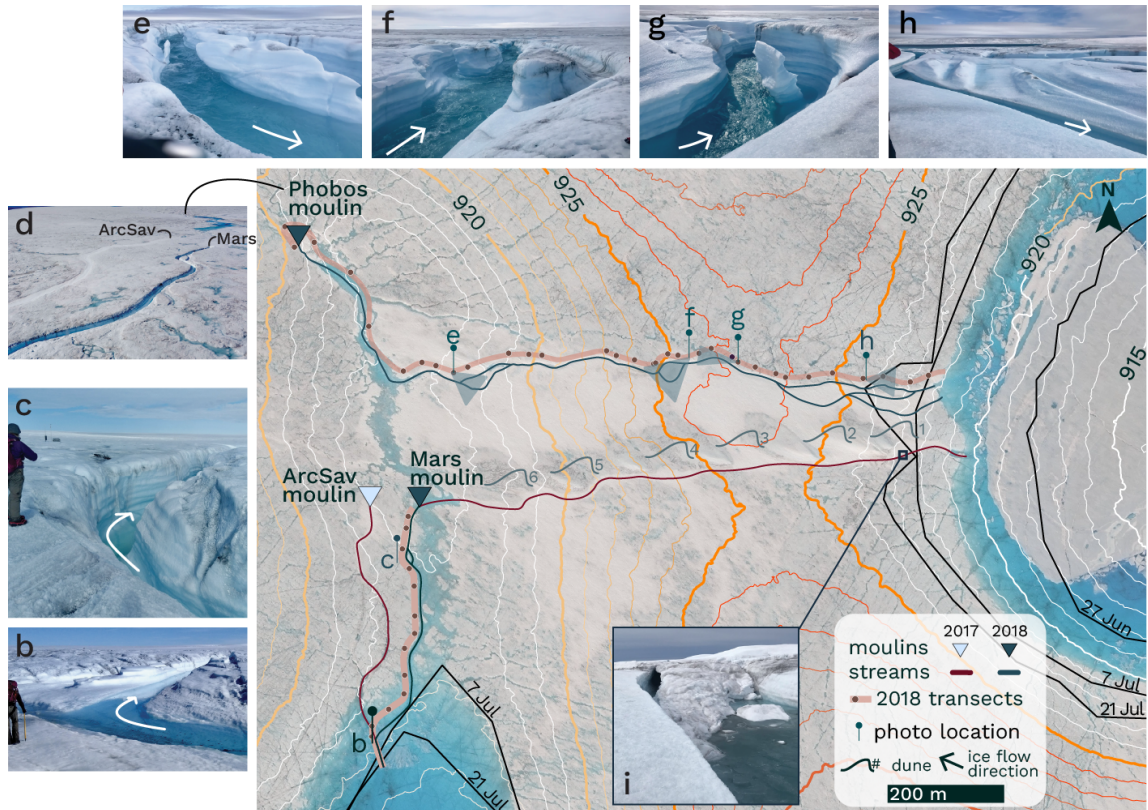 e
f
g
h
Phobos
moulin
920
925
925
920
N
d
ArcSav
Mars
e
f
g
h
915
c
ArcSav
moulin
Mars
moulin
1
2
3
4
5
6
c
b
b
7 Jul
21 Jul
i
27 Jun
7 Jul
21 Jul
2017 2018
moulins
streams
2018 transects
photo location
# dune ice flow
direction
200 m